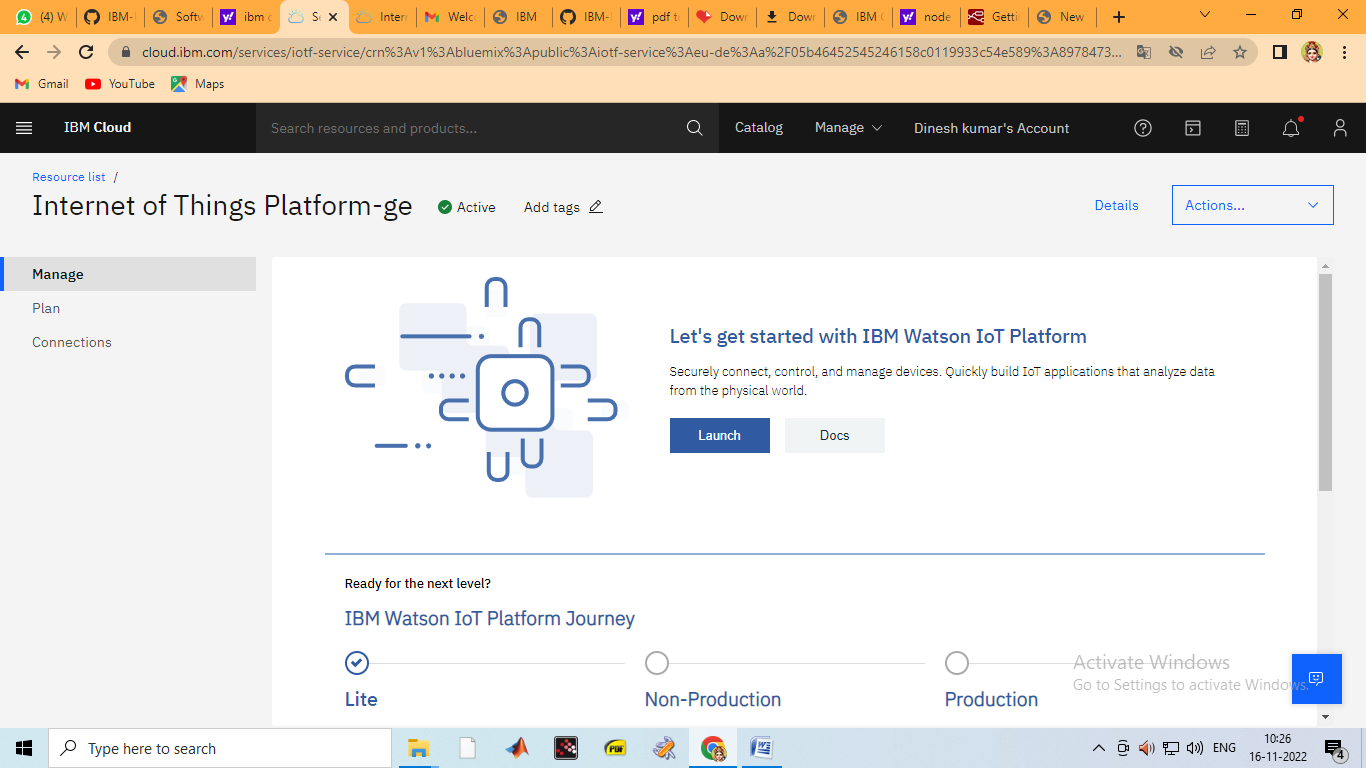 (4) W
IBM-
Softw
ibm c
Se
Intern
Welc
IBM
IBM-
pdf t
Dow
Dow
IBM C
node
Getti
New
cloud.ibm.com/services/iotf-service/crn%3Av1%3Abluemix%3Apublic%3Aiotf-service%3Aeu-de%3Aa%2F05b46452545246158c0119933c54e589%3A8978473...
Gmail YouTube Maps
IBM Cloud Search resources and products... Catalog Manage Dinesh kumar's Account
Resource list /
Internet of Things Platform-ge Active Add tags Details Actions...
Manage
Plan
Connections
Let's get started with IBM Watson IoT Platform
Securely connect, control, and manage devices. Quickly build IoT applications that analyze data
from the physical world.
Launch Docs
Ready for the next level?
IBM Watson IoT Platform Journey
Lite Non-Production Production
Activate Windows
Go to Settings to activate Windows.
Type here to search
PDF
ENG
10:26
16-11-2022
4